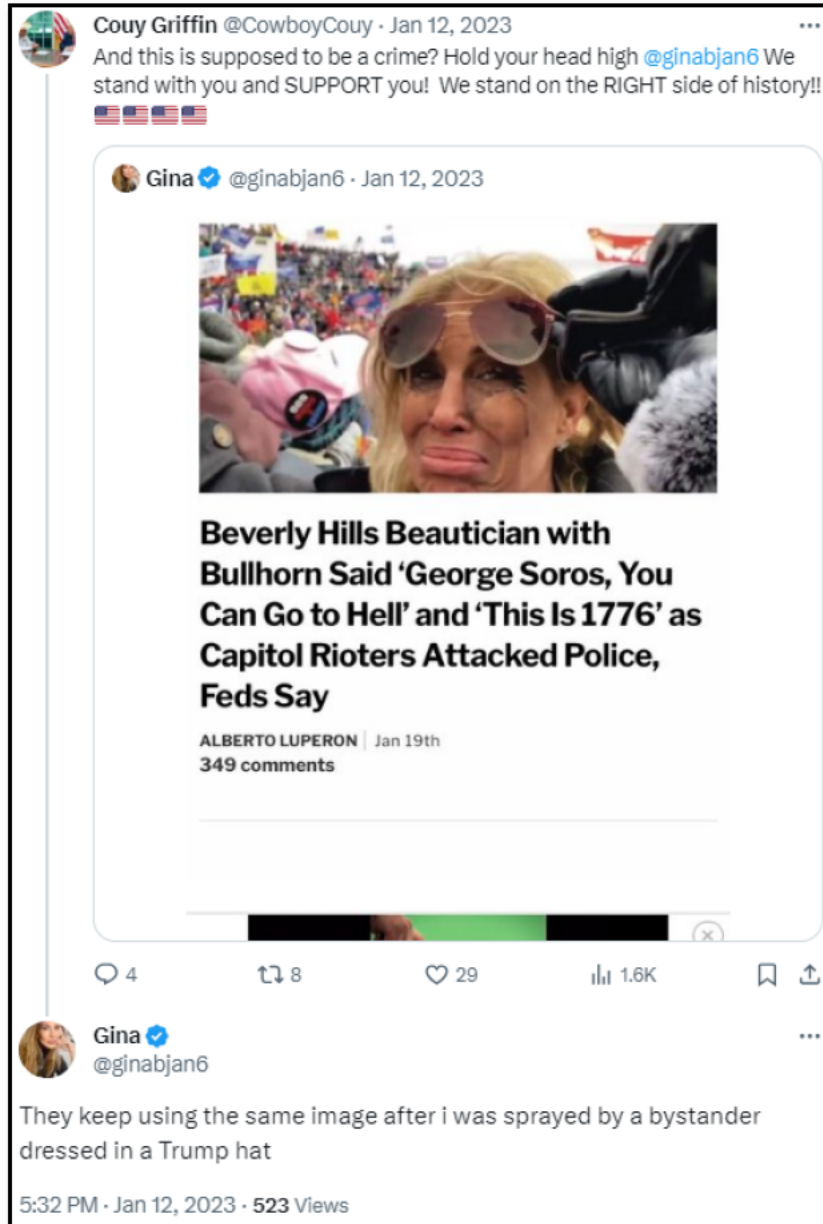 Couy Griffin @CowboyCouy · Jan 12, 2023
And this is supposed to be a crime? Hold your head high @ginabjan6 We
stand with you and SUPPORT you!  We stand on the RIGHT side of history!!
🇺🇸🇺🇸🇺🇸🇺🇸
Gina @ginabjan6 · Jan 12, 2023
Beverly Hills Beautician with
Bullhorn Said ‘George Soros, You
Can Go to Hell’ and ‘This Is 1776’ as
Capitol Rioters Attacked Police,
Feds Say
ALBERTO LUPERON | Jan 19th
349 comments
4 8 29 1.6K
Gina
@ginabjan6
They keep using the same image after i was sprayed by a bystander
dressed in a Trump hat
5:32 PM · Jan 12, 2023 · 523 Views